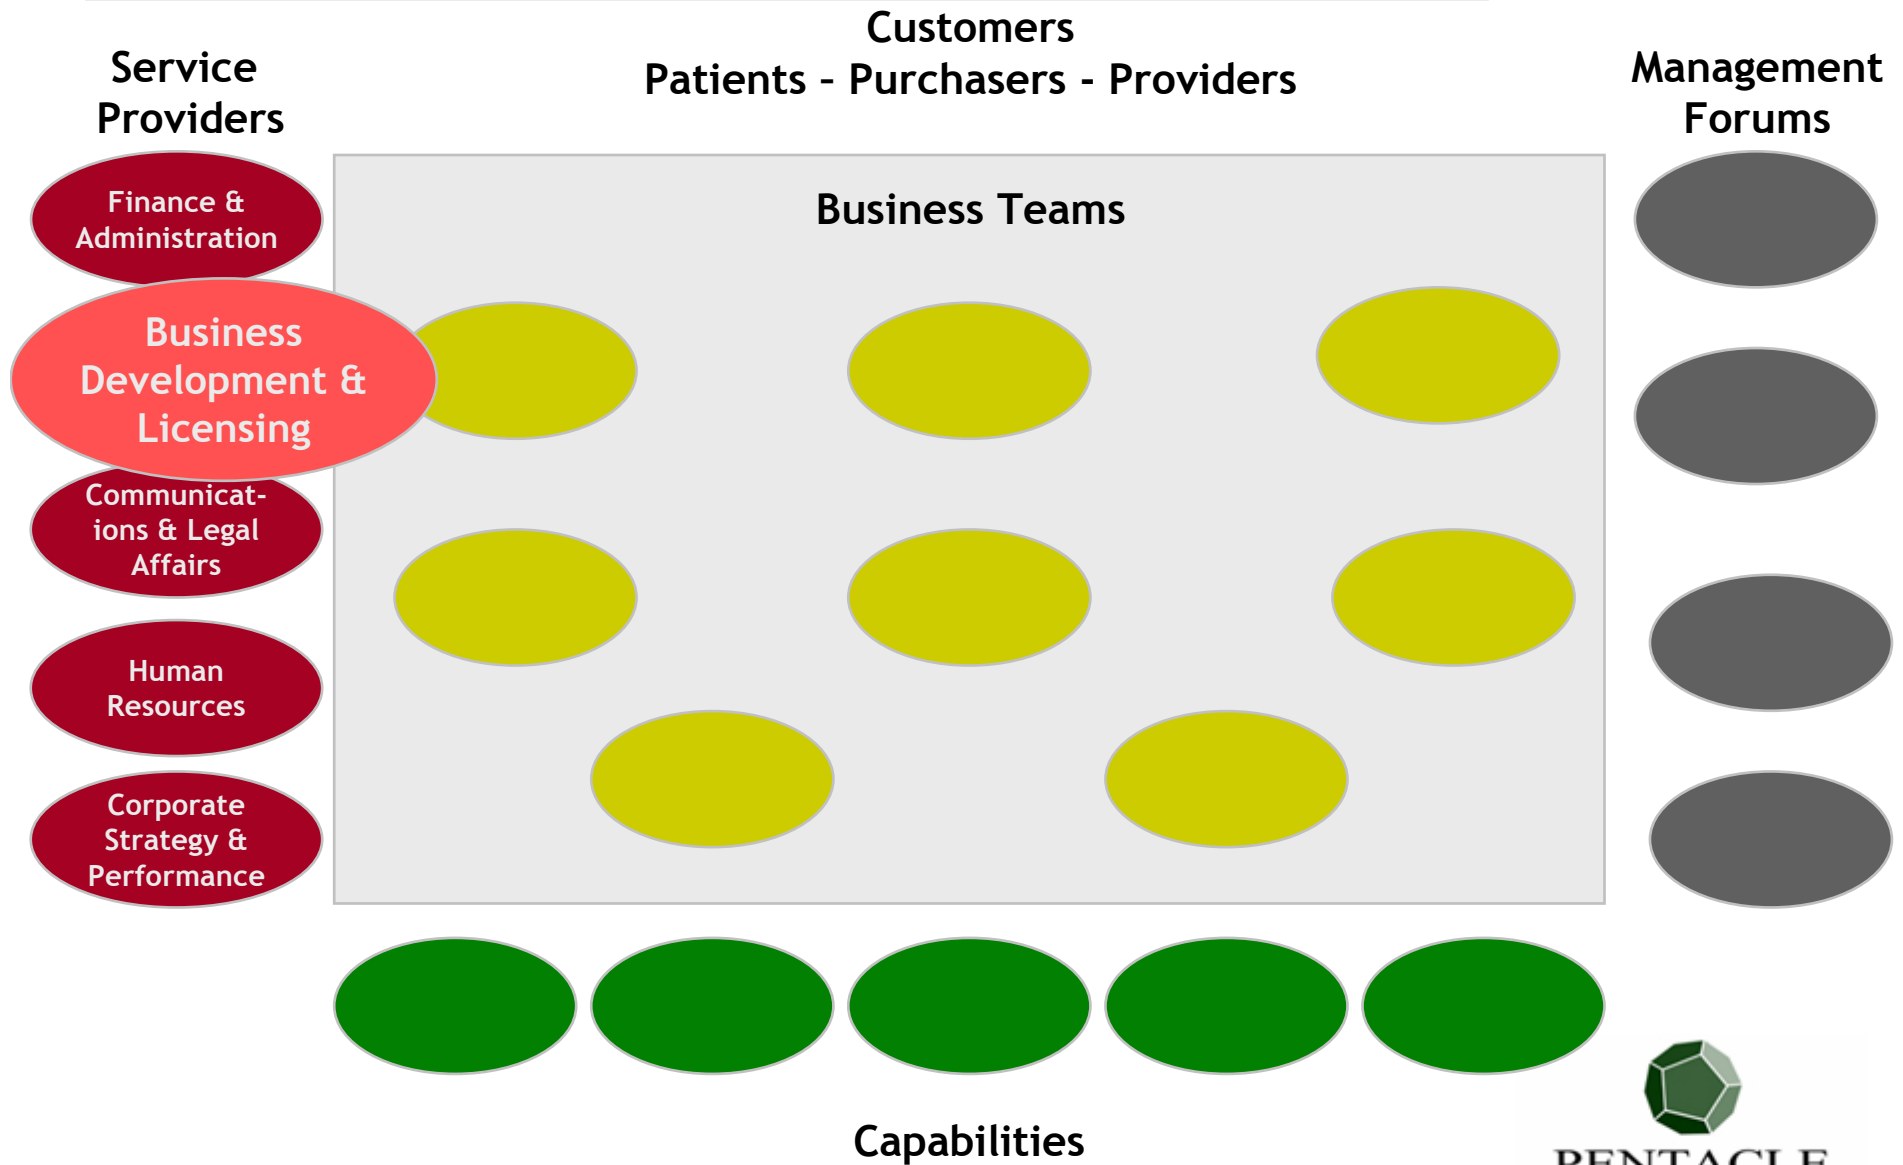 Customers
Patients – Purchasers - Providers
Service
Providers
Management
Forums
Business Teams
Finance &
Administration
Business
Development &
Licensing
Communicat-
ions & Legal
Affairs
Human
Resources
Corporate
Strategy &
Performance
Capabilities
PENTACLE